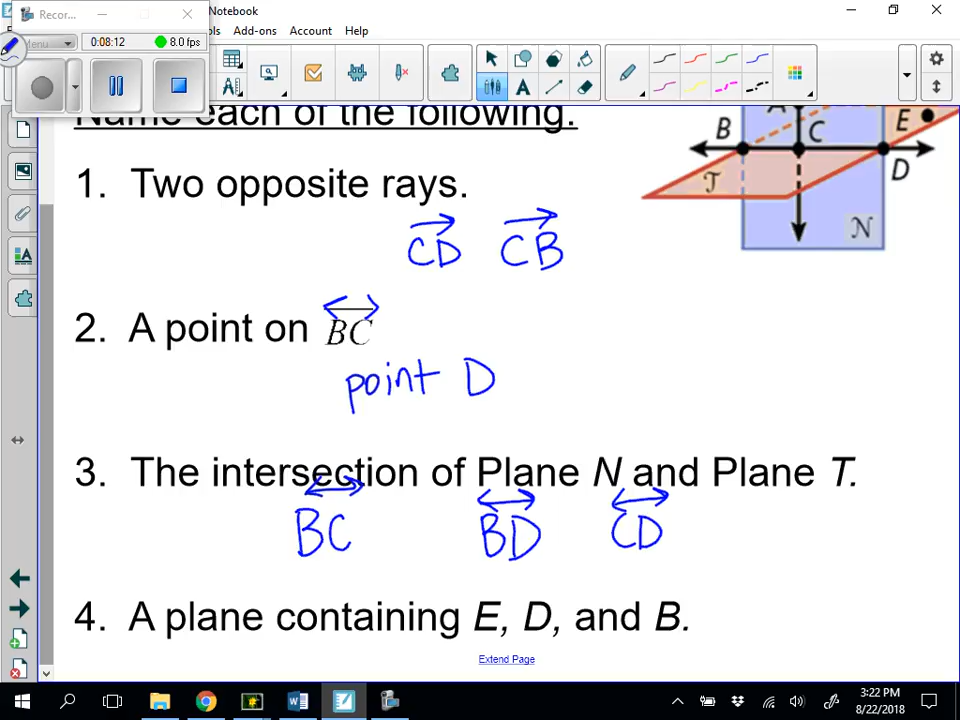 Recor...
Notebook
Menu
ols Add-ons Account Help
0:08:12 8.0 fps
Name each of the following:
A
B C E
D
T
N
1. Two opposite rays.
CD CB
2. A point on BC
point D
3. The intersection of Plane N and Plane T.
BC BD CD
4. A plane containing E, D, and B.
Extend Page
3:22 PM
8/22/2018